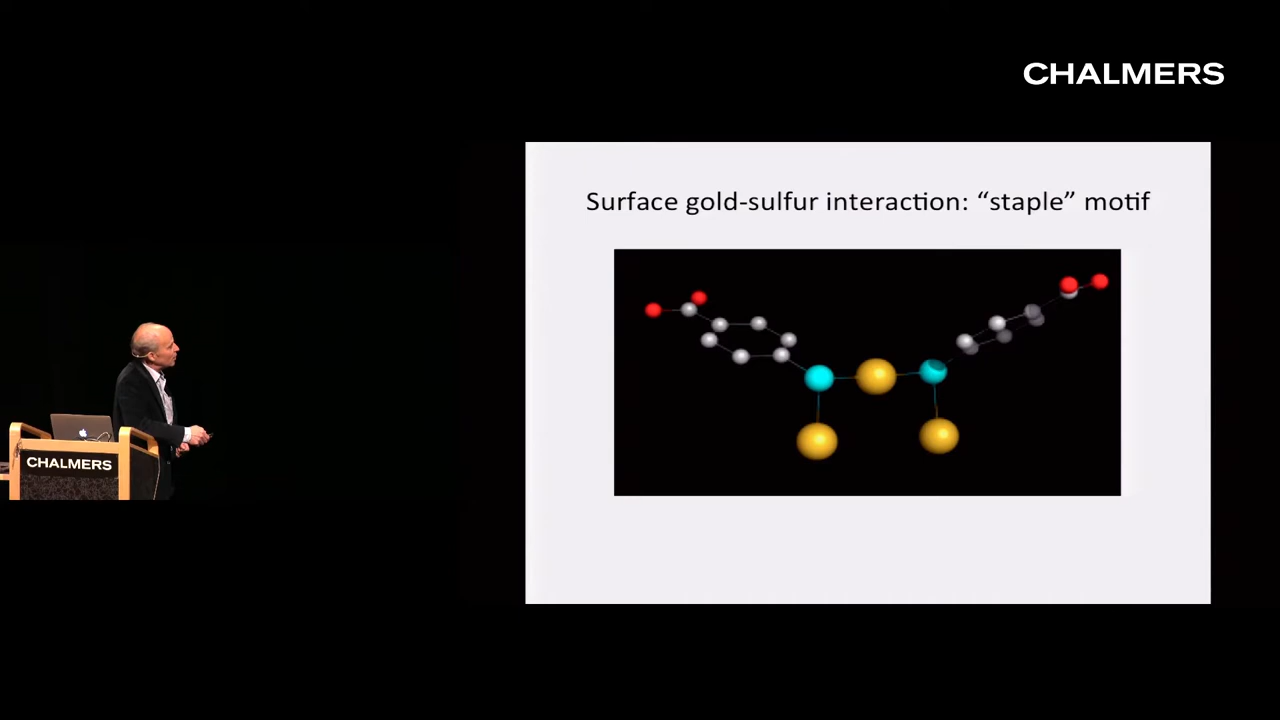 CHALMERS
Surface gold-sulfur interaction: “staple” motif
CHALMERS